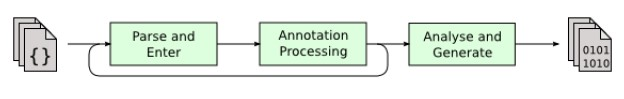 {}
Parse and
Enter
Annotation
Processing
Analyse and
Generate
0101
1010